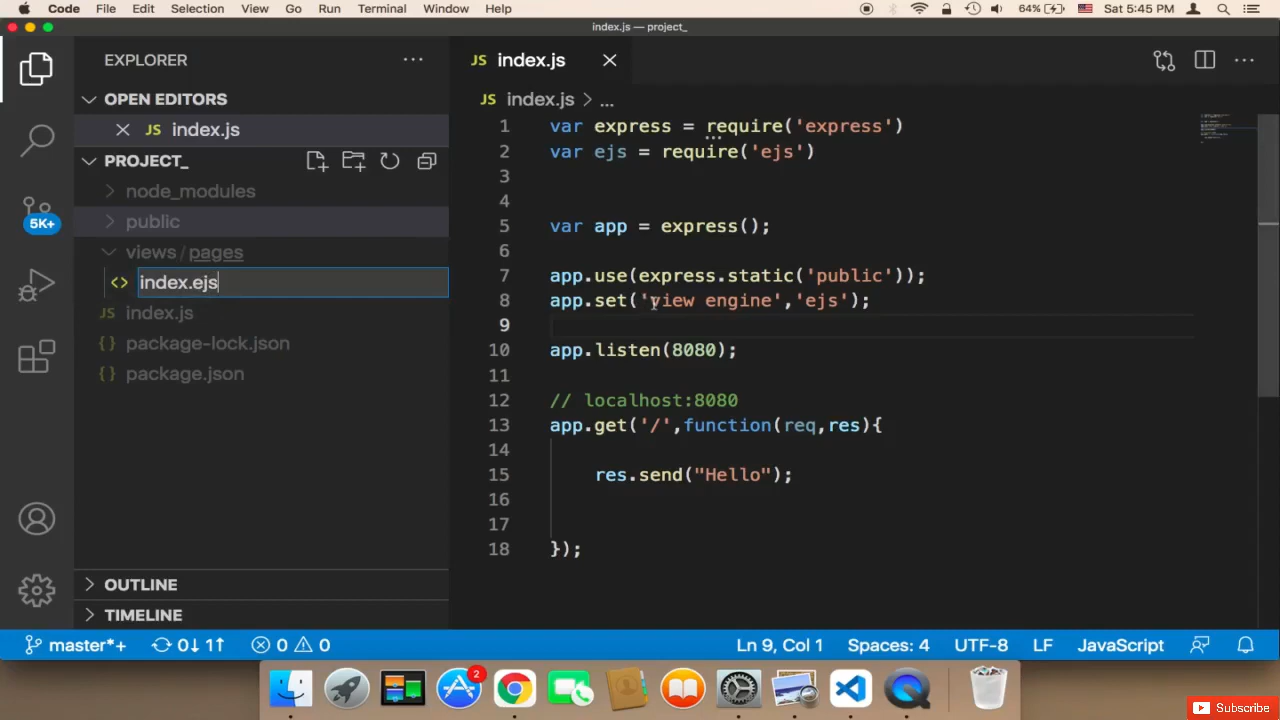 Code File Edit Selection View Go Run Terminal Window Help 64% Sat 5:45 PM
index.js — project_
EXPLORER
OPEN EDITORS
JS index.js
PROJECT_
node_modules
public
views / pages
<> index.ejs
JS index.js
{} package-lock.json
{} package.json
OUTLINE
TIMELINE
5K+
JS index.js
JS index.js > ...
1 var express = require('express')
2 var ejs = require('ejs')
3
4
5 var app = express();
6
7 app.use(express.static('public'));
8 app.set('view engine','ejs');
9
10 app.listen(8080);
11
12 // localhost:8080
13 app.get('/',function(req,res){
14
15 res.send("Hello");
16
17
18 });
master*+ 0↓ 1↑ 0 0 Ln 9, Col 1 Spaces: 4 UTF-8 LF JavaScript
2
Subscribe